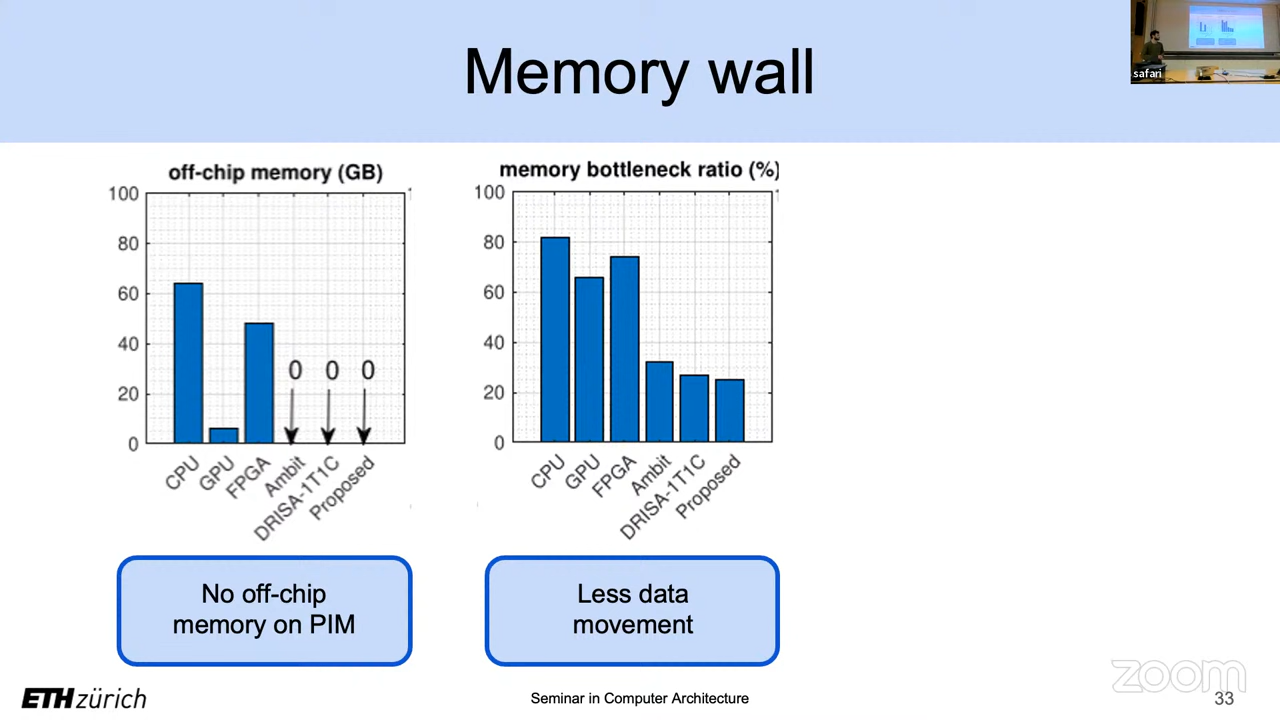 Memory wall
safari
off-chip memory (GB)
100
80
60
40
20
0
0 0 0
CPU
GPU
FPGA
Ambit
DRISA-1T1C
Proposed
memory bottleneck ratio (%)
100
80
60
40
20
0
CPU
GPU
FPGA
Ambit
DRISA-1T1C
Proposed
No off-chip
memory on PIM
Less data
movement
ETH zürich
Seminar in Computer Architecture
zoom
33